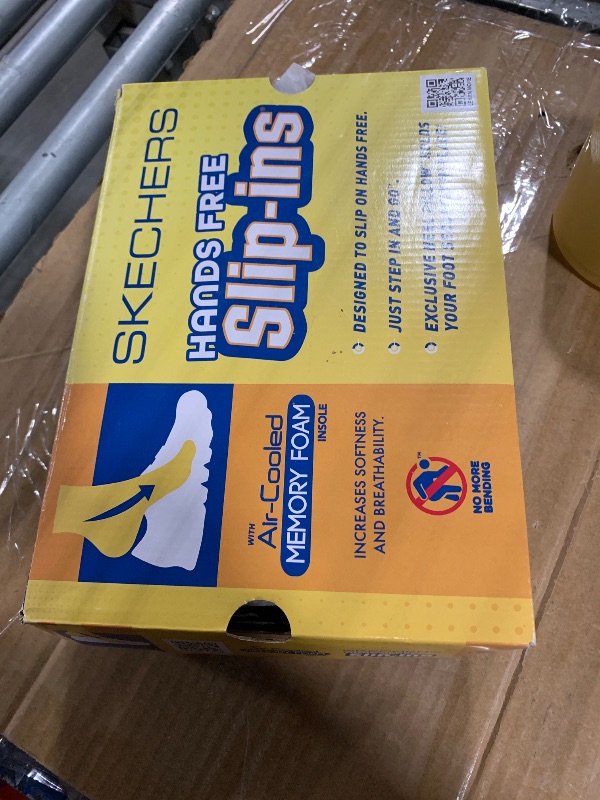 SKECHERS
HANDS FREE
Slip-ins
DESIGNED TO SLIP ON HANDS FREE.
JUST STEP IN AND GO™.
EXCLUSIVE
YOUR FOOT
WITH
Air-Cooled
MEMORY FOAM
INSOLE
INCREASES SOFTNESS
AND BREATHABILITY.
NO MORE
BENDING